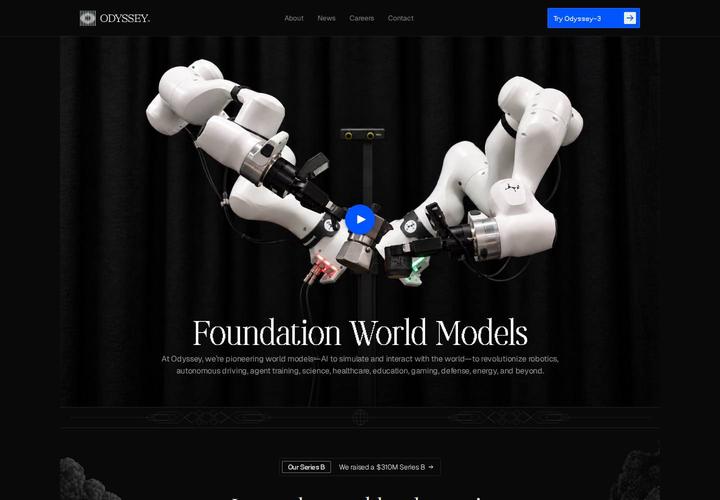 ODYSSEY
About
News
Careers
Contact
Try Odyssey-3
Foundation World Models
At Odyssey, we're pioneering world models—AI to simulate and interact with the world—to revolutionize robotics,
autonomous driving, agent training, science, healthcare, education, gaming, defense, energy, and beyond.
Our Series B
We raised a $310M Series B →